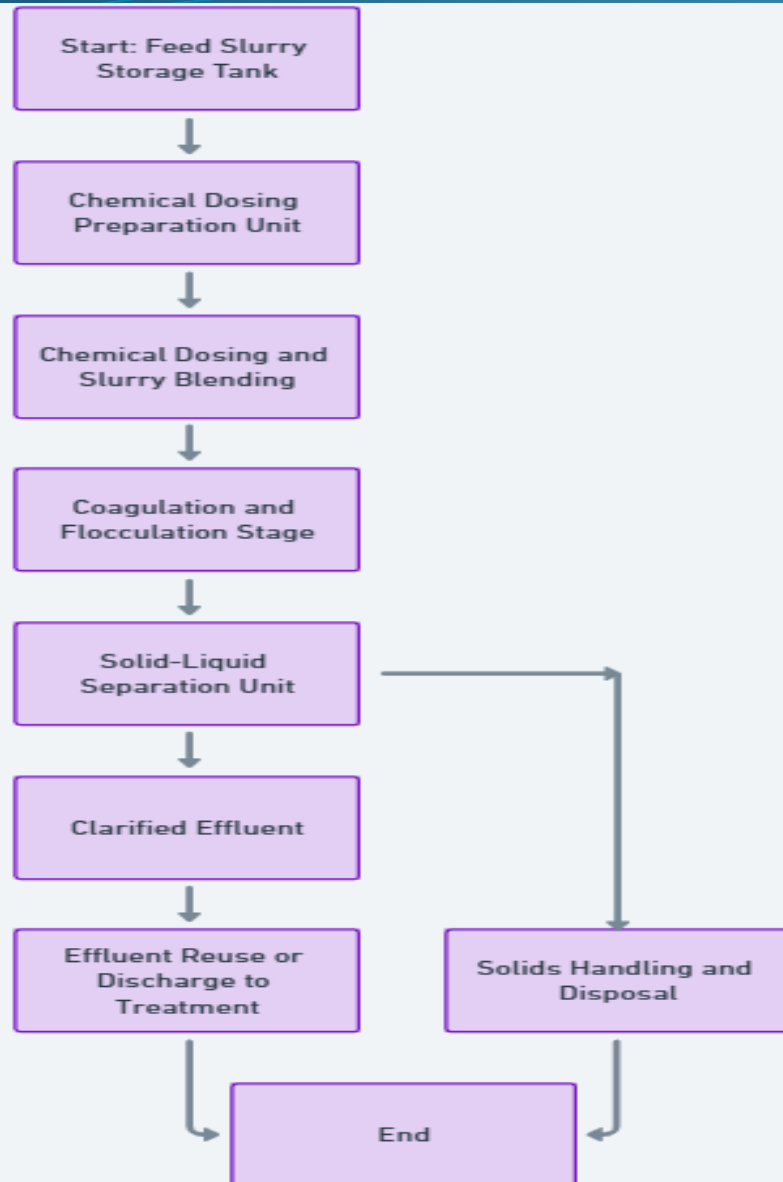 Start: Feed Slurry
Storage Tank
Chemical Dosing
Preparation Unit
Chemical Dosing and
Slurry Blending
Coagulation and
Flocculation Stage
Solid-Liquid
Separation Unit
Clarified Effluent
Effluent Reuse or
Discharge to
Treatment
Solids Handling and
Disposal
End